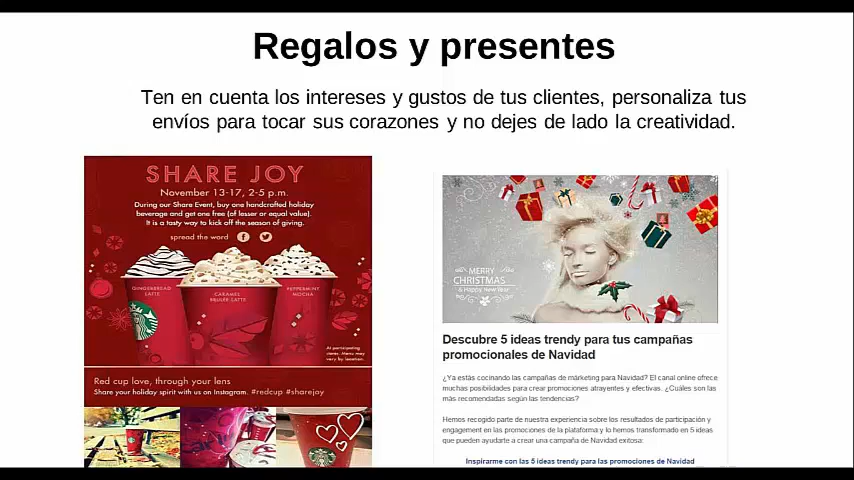 Regalos y presentes
Ten en cuenta los intereses y gustos de tus clientes, personaliza tus
envíos para tocar sus corazones y no dejes de lado la creatividad.
SHARE JOY
November 13-17, 2-5 p.m.
During our Share Event, buy one handcrafted holiday
beverage and get one free (of lesser or equal value).
It is a tasty way to kick off the season of giving.
spread the word
GINGERBREAD
LATTE
CARAMEL
BRULÉE LATTE
PEPPERMINT
MOCHA
At participating
stores. Menu may
vary by location.
Red cup love, through your lens
Share your holiday spirit with us on Instagram. #redcup #sharejoy
MERRY
CHRISTMAS
& Happy New Year
Descubre 5 ideas trendy para tus campañas
promocionales de Navidad
¿Ya estás cocinando las campañas de márketing para Navidad? El canal online ofrece
muchas posibilidades para crear promociones atrayentes y efectivas. ¿Cuáles son las
más recomendadas según las tendencias?
Hemos recogido parte de nuestra experiencia sobre los resultados de participación y
engagement en las promociones de la plataforma y lo hemos transformado en 5 ideas
que pueden ayudarte a crear una campaña de Navidad exitosa:
Inspirarme con las 5 ideas trendy para las promociones de Navidad